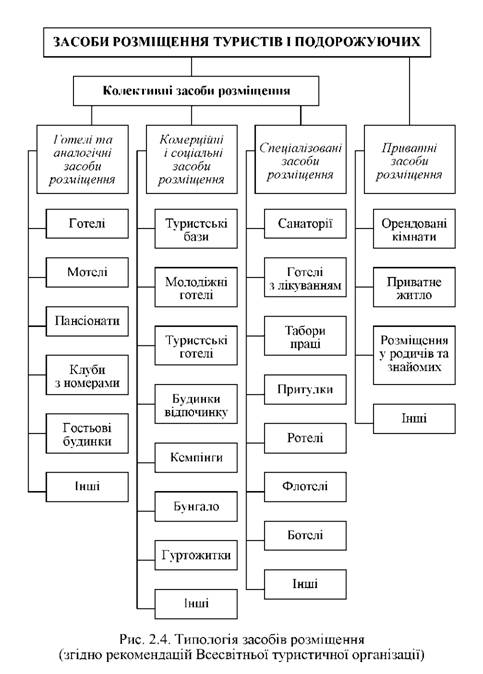 ЗАСОБИ РОЗМІЩЕННЯ ТУРИСТІВ І ПОДОРОЖУЮЧИХ
Колективні засоби розміщення
Готелі та
аналогічні
засоби
розміщення
Готелі
Мотелі
Пансіонати
Клуби
з номерами
Гостьові
будинки
Інші
Комерційні
і соціальні
засоби
розміщення
Туристські
бази
Молодіжні
готелі
Туристські
готелі
Будинки
відпочинку
Кемпінги
Бунгало
Гуртожитки
Інші
Спеціалізовані
засоби
розміщення
Санаторії
Готелі
з лікуванням
Табори
праці
Притулки
Ротелі
Флотелі
Ботелі
Інші
Приватні
засоби
розміщення
Орендовані
кімнати
Приватне
житло
Розміщення
у родичів та
знайомих
Інші
Рис. 2.4. Типологія засобів розміщення
(згідно рекомендацій Всесвітньої туристичної організації)